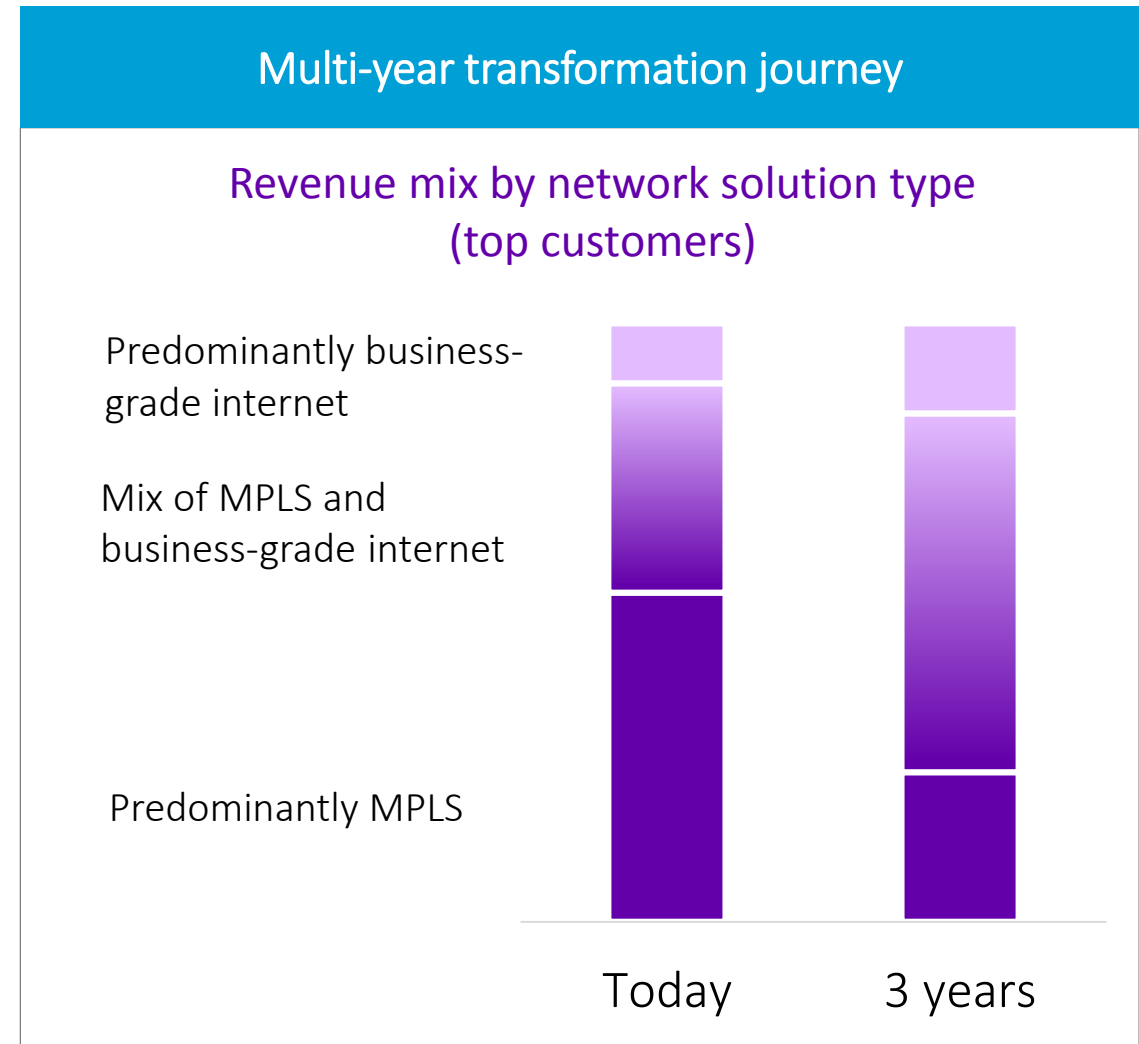 Multi-year transformation journey
Revenue mix by network solution type
(top customers)
Predominantly business-
grade internet
Mix of MPLS and
business-grade internet
Predominantly MPLS
Today
3 years